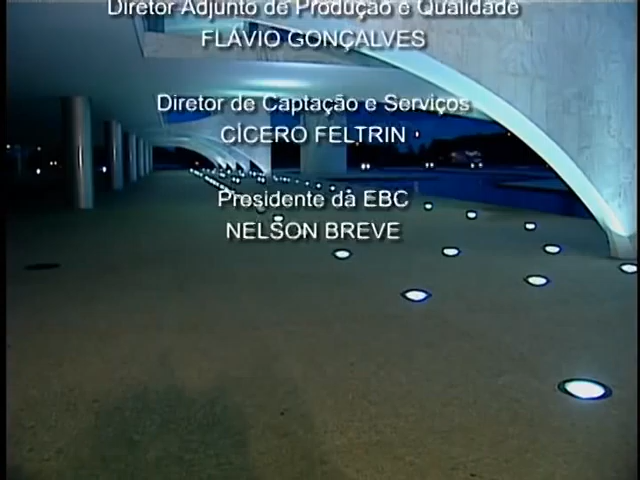 Diretor Adjunto de Produção e Qualidade
FLÁVIO GONÇALVES
Diretor de Captação e Serviços
CÍCERO FELTRIN
Presidente da EBC
NELSON BREVE